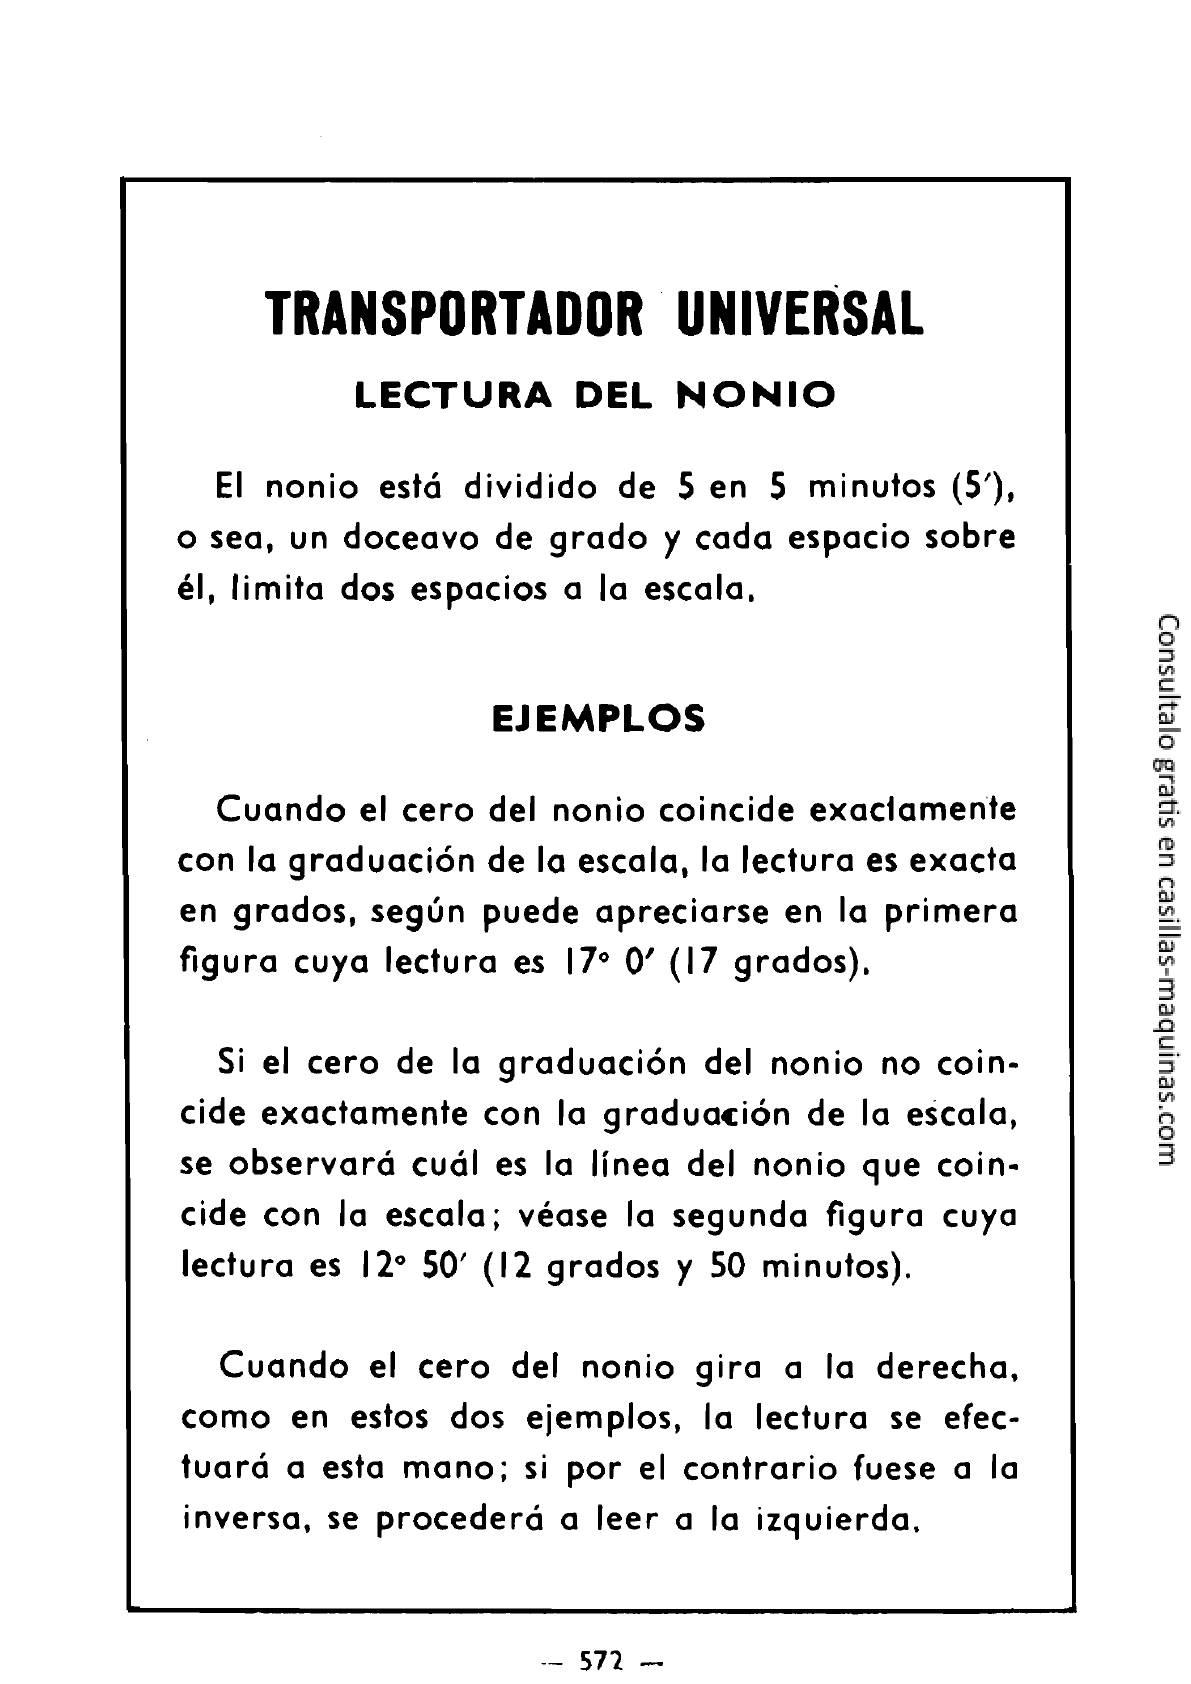 TRANSPORTADOR UNIVERSAL
LECTURA DEL NONIO
El nonio está dividido de 5 en 5 minutos (5′),
o sea, un doceavo de grado y cada espacio sobre
él, limita dos espacios a la escala.
EJEMPLOS
Cuando el cero del nonio coincide exactamente
con la graduación de la escala, la lectura es exacta
en grados, según puede apreciarse en la primera
figura cuya lectura es 17° 0′ (17 grados).
Si el cero de la graduación del nonio no coin-
cide exactamente con la graduación de la escala,
se observará cuál es la línea del nonio que coin-
cide con la escala; véase la segunda figura cuya
lectura es 12° 50′ (12 grados y 50 minutos).
Cuando el cero del nonio gira a la derecha,
como en estos dos ejemplos, la lectura se efec-
tuará a esta mano; si por el contrario fuese a la
inversa, se procederá a leer a la izquierda.
— 572 —
Consultalo gratis en casillas-maquinas.com